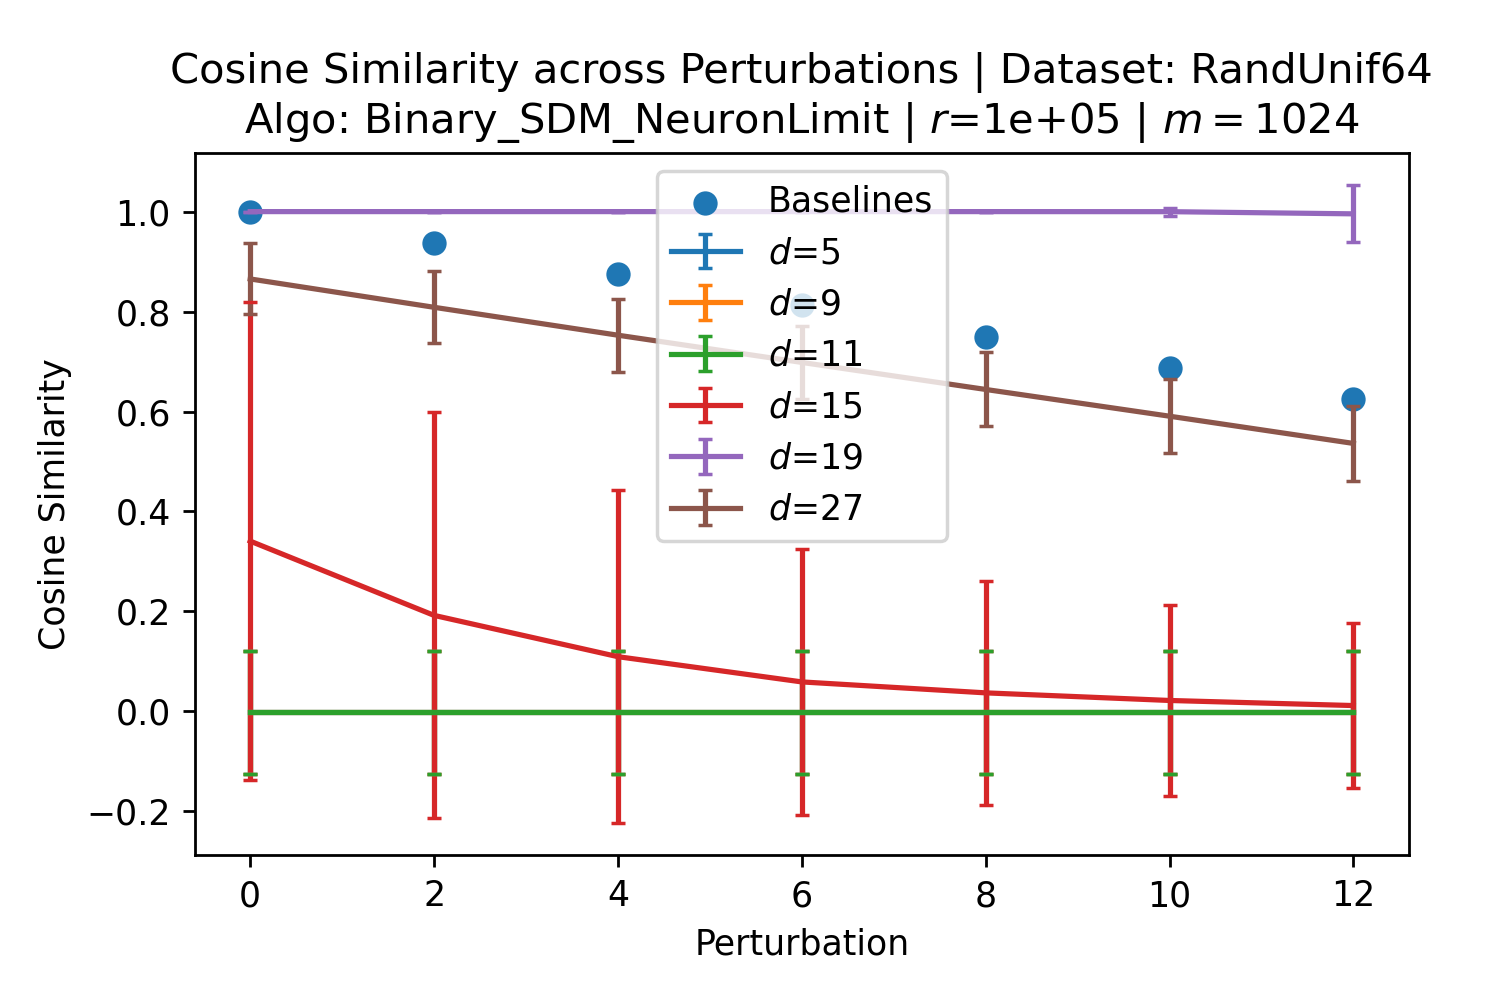 Cosine Similarity across Perturbations | Dataset: RandUnif64
Algo: Binary_SDM_NeuronLimit | r=1e+05 | m = 1024
Cosine Similarity
1.0
0.8
0.6
0.4
0.2
0.0
−0.2
Baselines
d=5
d=9
d=11
d=15
d=19
d=27
0 2 4 6 8 10 12
Perturbation